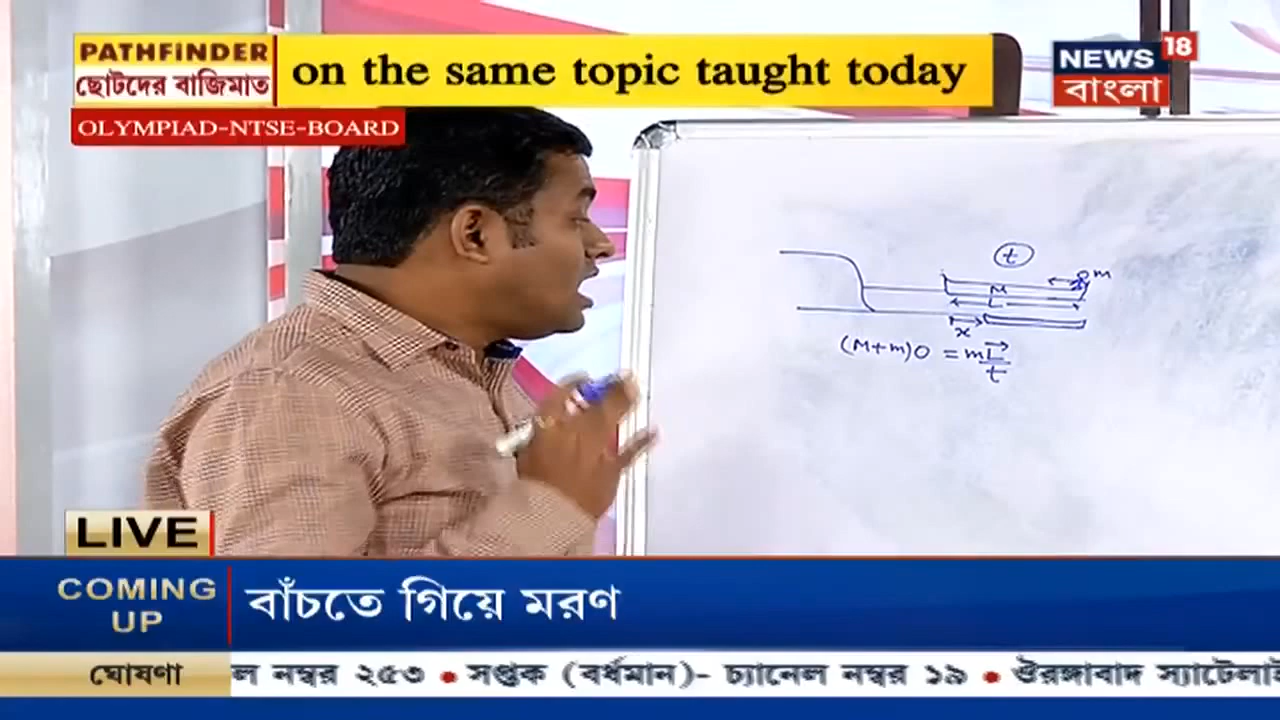 PATHFINDER
ছোটদের বাজিমাত
on the same topic taught today
OLYMPIAD-NTSE-BOARD
NEWS 18
বাংলা
t
m
M
L
x
(M+m)0 = mL/t
LIVE
COMING UP
বাঁচতে গিয়ে মরণ
ঘোষণা
ল নম্বর ২৫৩ • সপ্তক (বর্ধমান)- চ্যানেল নম্বর ১৯ • ঔরঙ্গাবাদ স্যাটেলাই